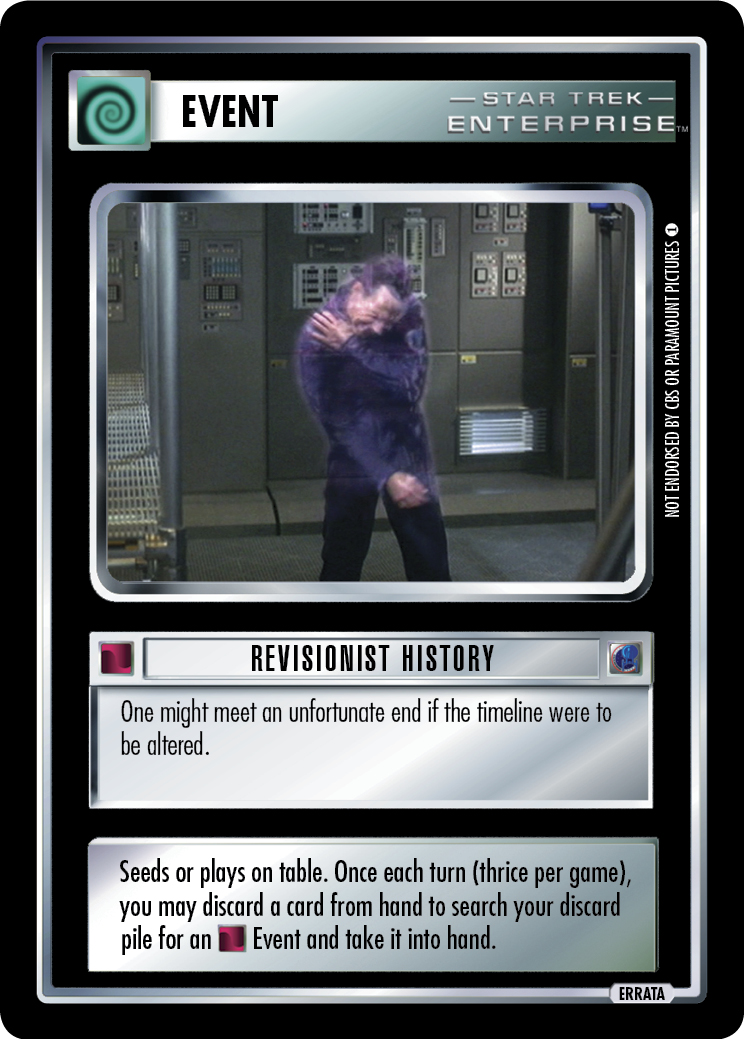 EVENT
STAR TREK
ENTERPRISE™
NOT ENDORSED BY CBS OR PARAMOUNT PICTURES 1
REVISIONIST HISTORY
One might meet an unfortunate end if the timeline were to
be altered.
Seeds or plays on table. Once each turn (thrice per game),
you may discard a card from hand to search your discard
pile for an Event and take it into hand.
ERRATA